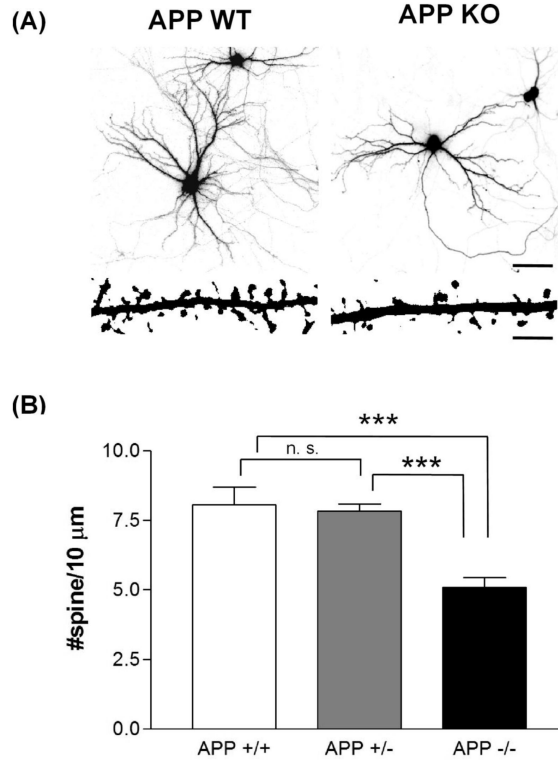 (A)
APP WT
APP KO
(B)
***
n. s.
***
10.0
7.5
5.0
2.5
0.0
#spine/10 μm
APP +/+
APP +/-
APP -/-